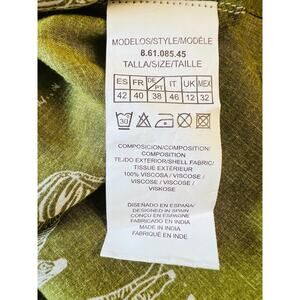 MODELOS/STYLE/MODÈLE
8.61.085.45
TALLA/SIZE/TAILLE
ES FR DE/PT IT UK MEX
42 40 38 46 12 32
30
COMPOSICION/COMPOSITION/
COMPOSITION
TEJIDO EXTERIOR/SHELL FABRIC/
TISSUE EXTERIEUR
100% VISCOSA / VISCOSE /
VISCOSE / VISCOSE /
VISKOSE
DISEÑADO EN ESPAÑA/
DESIGNED IN SPAIN
CONÇU EN ESPAGNE
FABRICADO EN INDIA
MADE IN INDIA
FABRIQUÉ EN INDE